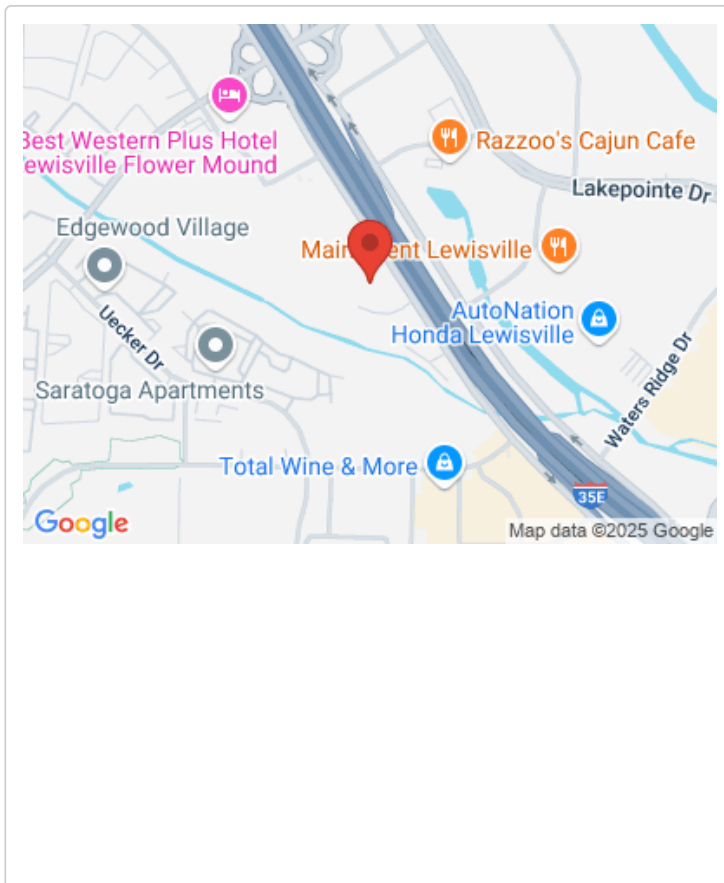 Best Western Plus Hotel
ewisville Flower Mound
Razzoo's Cajun Cafe
Lakepointe Dr
Edgewood Village
Lewisville
AutoNation
Honda Lewisville
Uecker Dr
Saratoga Apartments
Waters Ridge Dr
Total Wine & More
35E
Google
Map data ©2025 Google